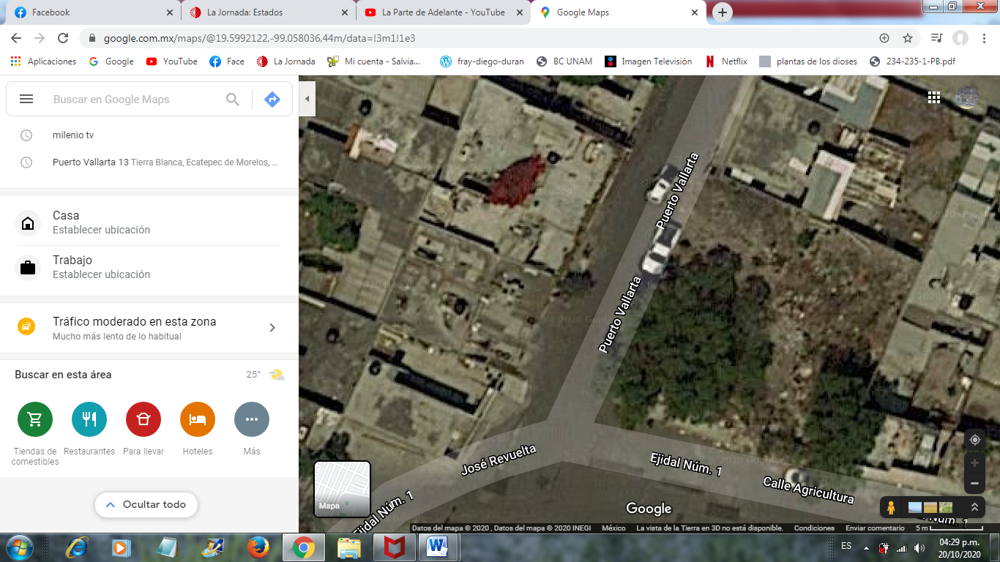 Facebook
La Jornada: Estados
La Parte de Adelante - YouTube
Google Maps
google.com.mx/maps/@19.5992122,-99.058036,44m/data=!3m1!1e3
Aplicaciones
Google
YouTube
Face
La Jornada
Mi cuenta - Salvia...
fray-diego-duran
BC UNAM
Imagen Televisión
Netflix
plantas de los dioses
234-235-1-PB.pdf
Buscar en Google Maps
milenio tv
Puerto Vallarta 13 Tierra Blanca, Ecatepec de Morelos, ...
Casa
Establecer ubicación
Trabajo
Establecer ubicación
Tráfico moderado en esta zona
Mucho más lento de lo habitual
Buscar en esta área
25°
Tiendas de comestibles
Restaurantes
Para llevar
Hoteles
Más
Ocultar todo
Puerto Vallarta
Puerto Vallarta
José Revuelta
Ejidal Núm. 1
Calle Agricultura
Ejidal Núm. 1
Núm. 1
Mapa
Google
Datos del mapa © 2020 , Datos del mapa © 2020 INEGI
México
La vista de la Tierra en 3D no está disponible.
Condiciones
Enviar comentario
5 m
ES
04:29 p.m.
20/10/2020